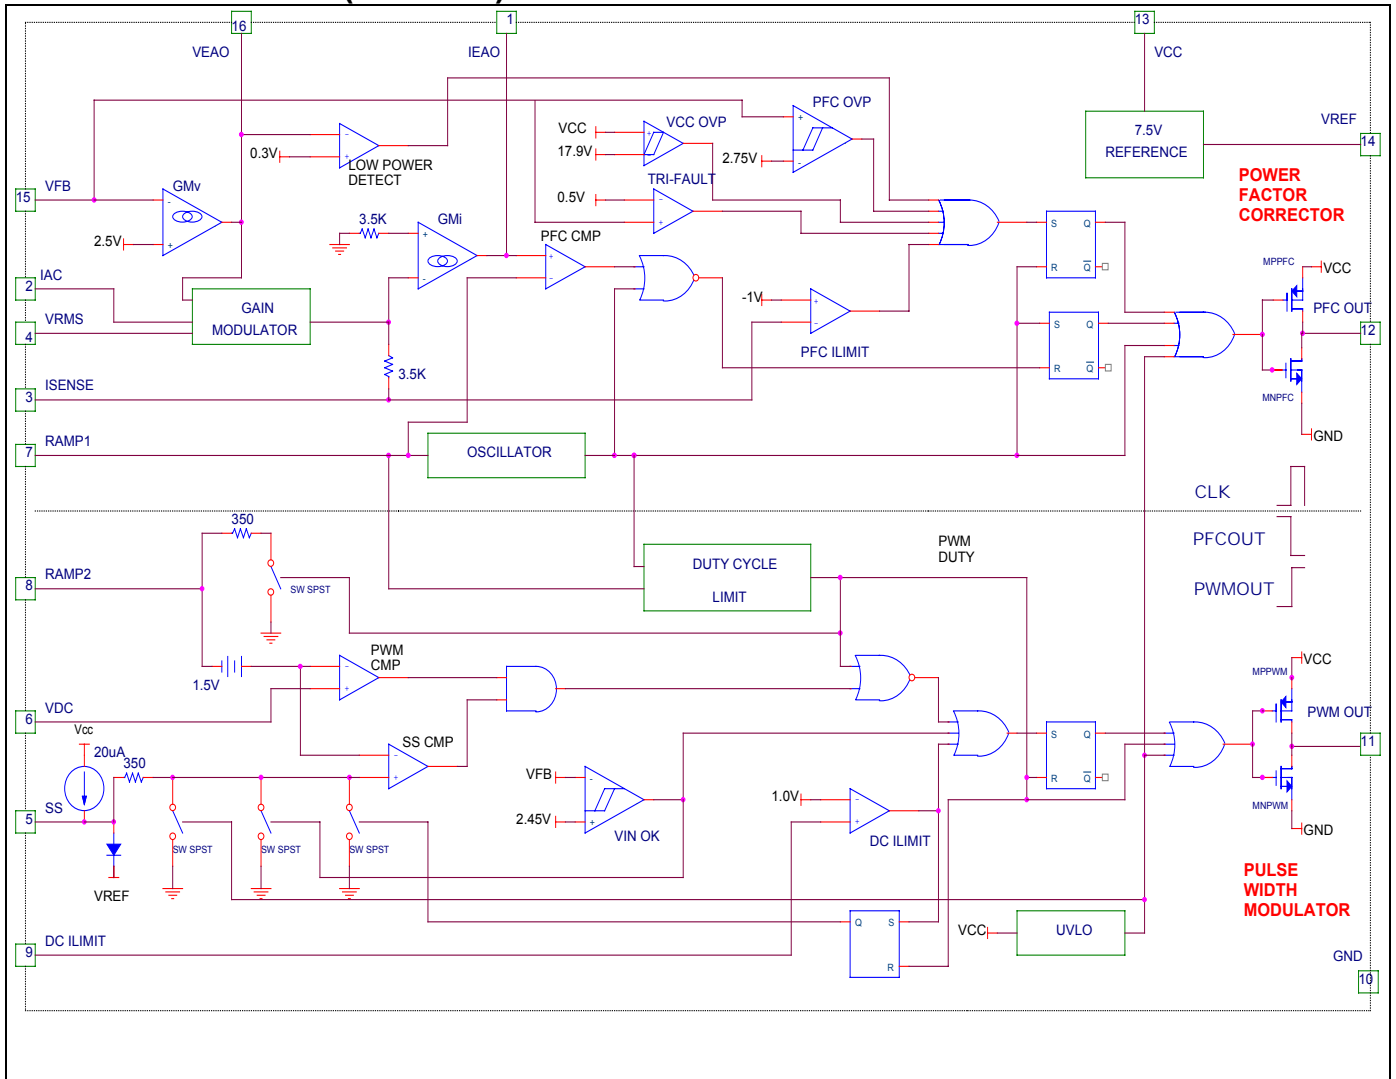 16
1
13
VEAO
IEAO
VCC
PFC OVP
VCC
VCC OVP
17.9V
0.3V
2.75V
LOW POWER
DETECT
7.5V
REFERENCE
VREF
14
POWER
FACTOR
CORRECTOR
TRI-FAULT
0.5V
15
VFB
GMv
2.5V
3.5K
GMi
PFC CMP
S
Q
R
Q
MPPFC
VCC
PFC OUT
12
2
IAC
4
VRMS
GAIN
MODULATOR
-1V
PFC ILIMIT
S
Q
R
Q
3.5K
3
ISENSE
MNPFC
GND
7
RAMP1
OSCILLATOR
CLK
350
PWM
DUTY
PFCOUT
8
RAMP2
SW SPST
DUTY CYCLE
LIMIT
PWMOUT
PWM
CMP
1.5V
VCC
MPPWM
6
VDC
Vcc
20uA
350
SS CMP
S
Q
R
Q
PWM OUT
11
VFB
2.45V
VIN OK
1.0V
DC ILIMIT
MNPWM
GND
5
SS
SW SPST
SW SPST
SW SPST
VREF
PULSE
WIDTH
MODULATOR
Q
S
R
VCC
UVLO
9
DC ILIMIT
GND
10